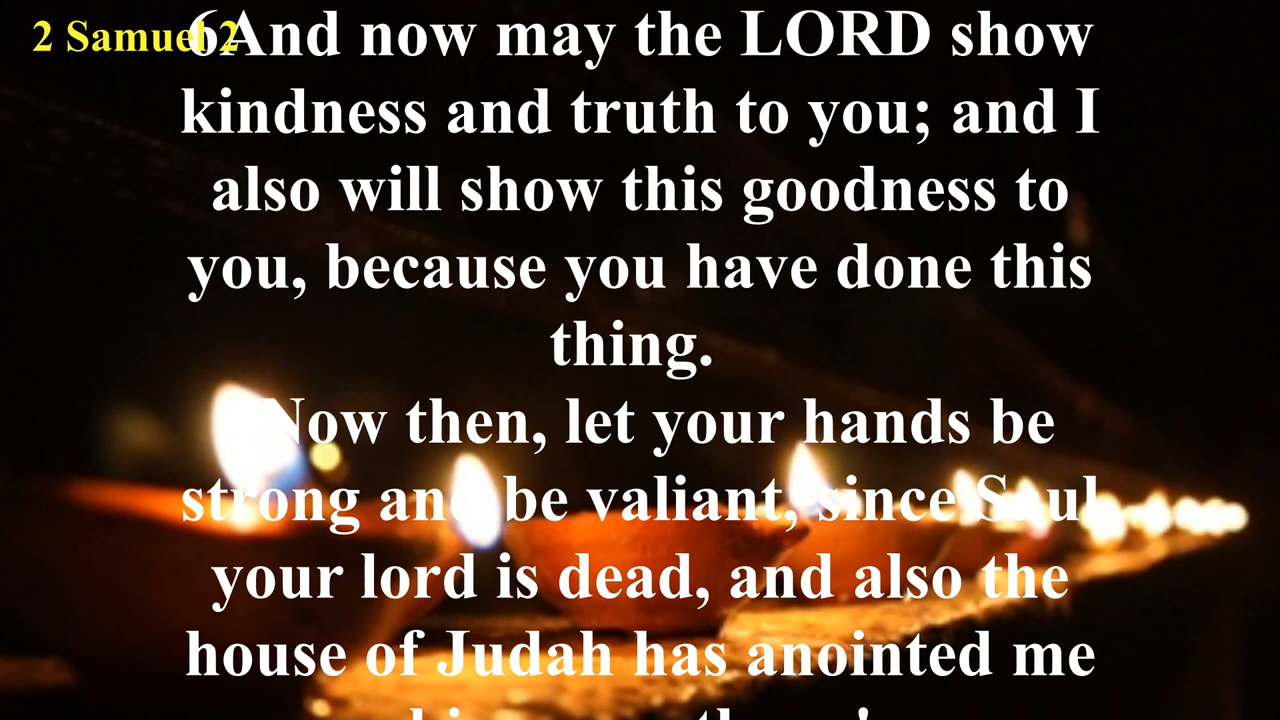 2 Samuel 2
6And now may the LORD show
kindness and truth to you; and I
also will show this goodness to
you, because you have done this
thing.
Now then, let your hands be
strong and be valiant, since Saul
your lord is dead, and also the
house of Judah has anointed me